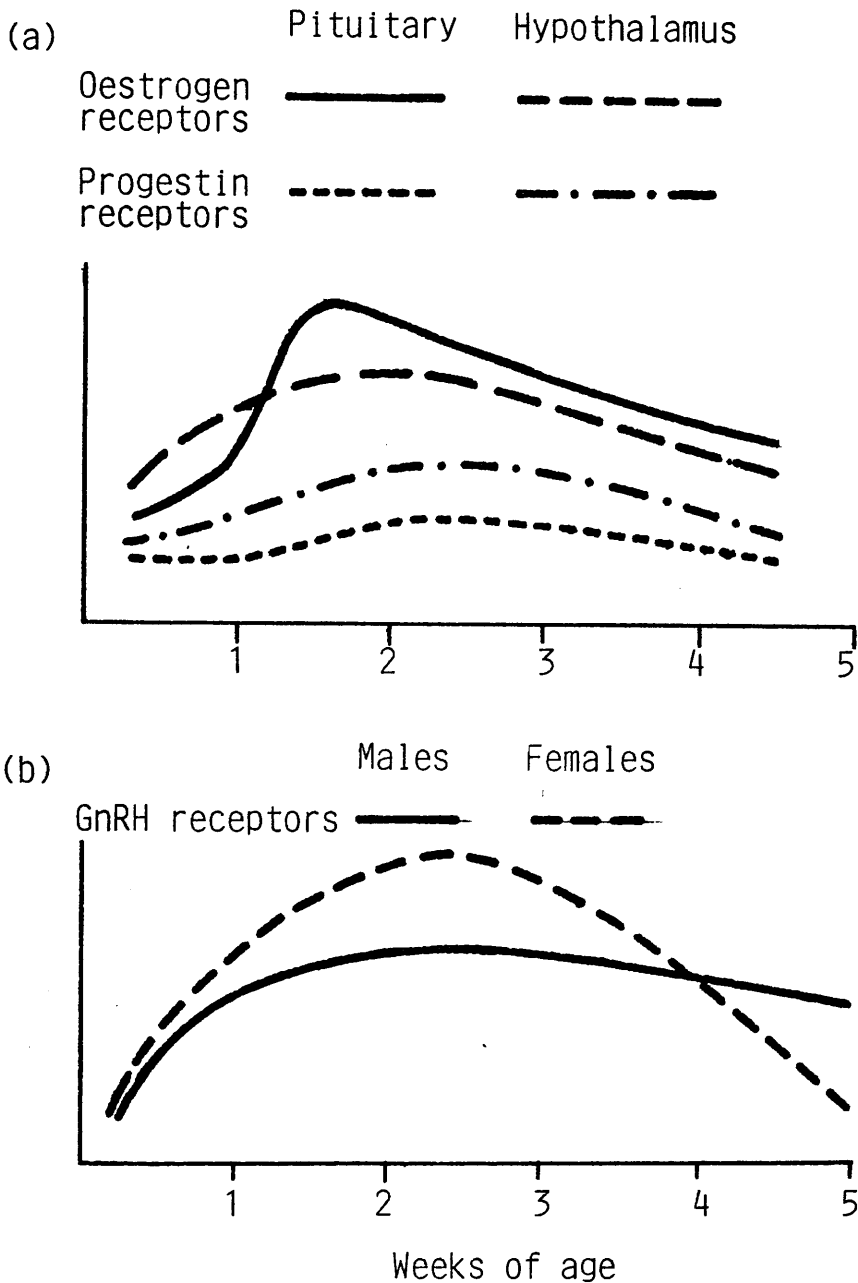 (a)
Pituitary Hypothalamus
Oestrogen
receptors
Progestin
receptors
1 2 3 4 5
(b)
Males Females
GnRH receptors
1 2 3 4 5
Weeks of age